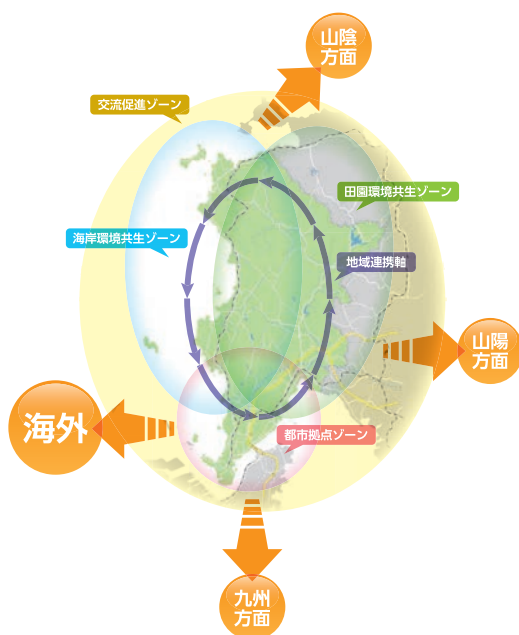 山陰
方面
交流促進ゾーン
田園環境共生ゾーン
海岸環境共生ゾーン
地域連携軸
山陽
方面
海外
都市拠点ゾーン
九州
方面